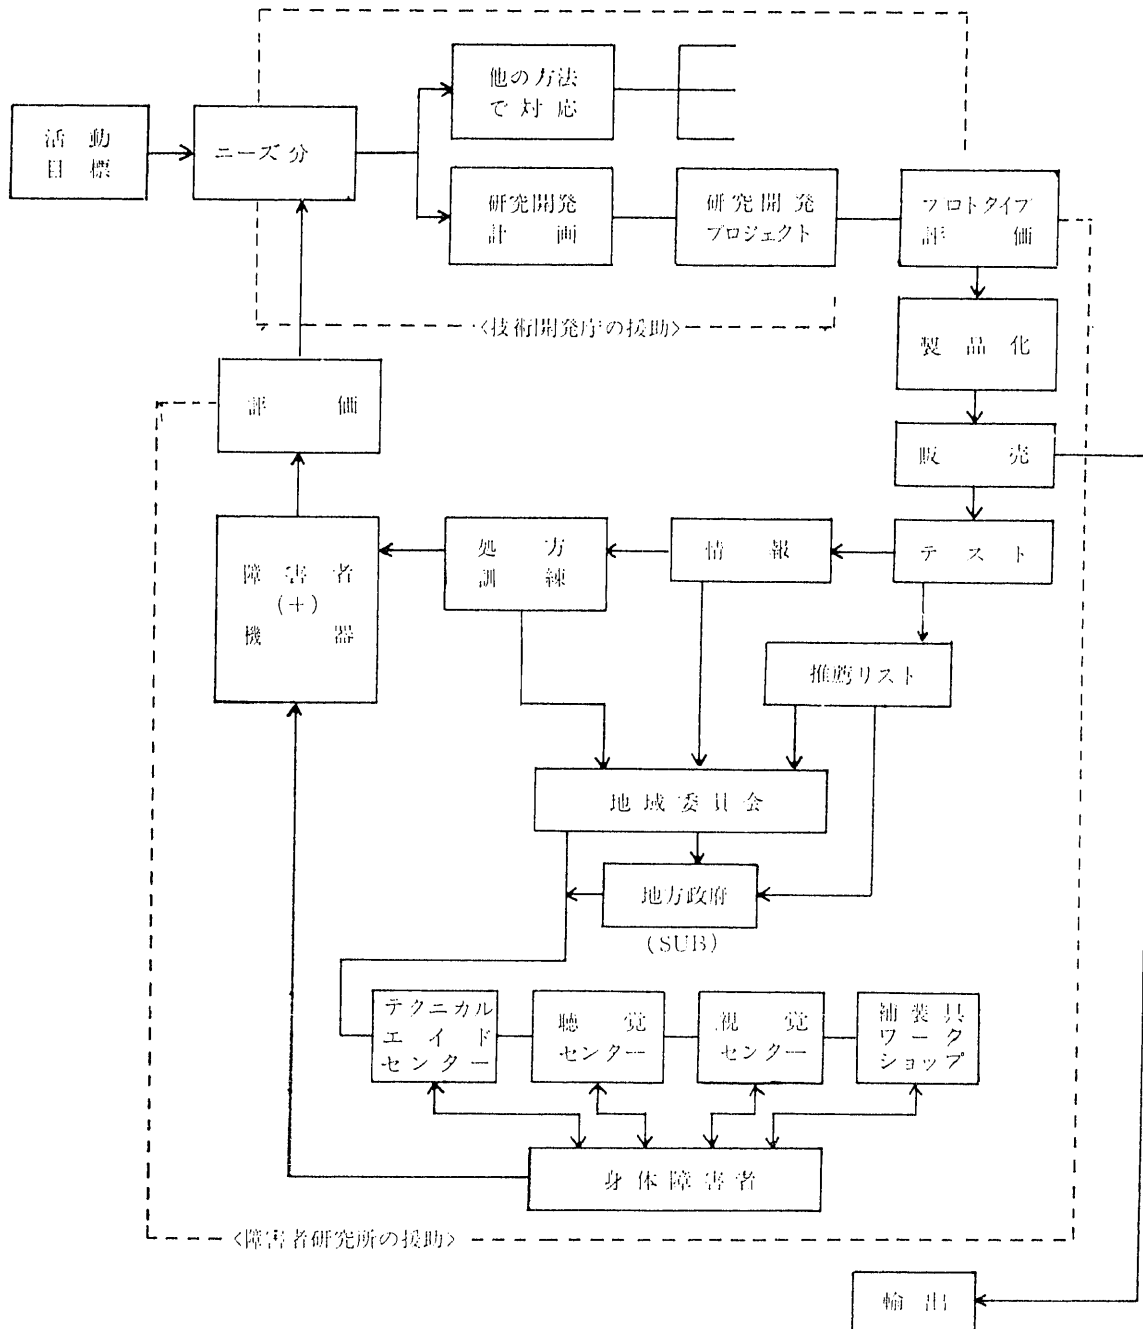 他の方法
で対応
活動
目標
ニーズ分
研究開発
計画
研究開発
プロジェクト
プロトタイプ
評価
<技術開発庁の援助>
製品化
評価
販売
障害者
(+)
機器
処方
訓練
情報
テスト
推薦リスト
地域委員会
地方政府
(SUB)
テクニカル
エイド
センター
聴覚
センター
視覚
センター
補装具
ワーク
ショップ
身体障害者
<障害者研究所の援助>
輸出